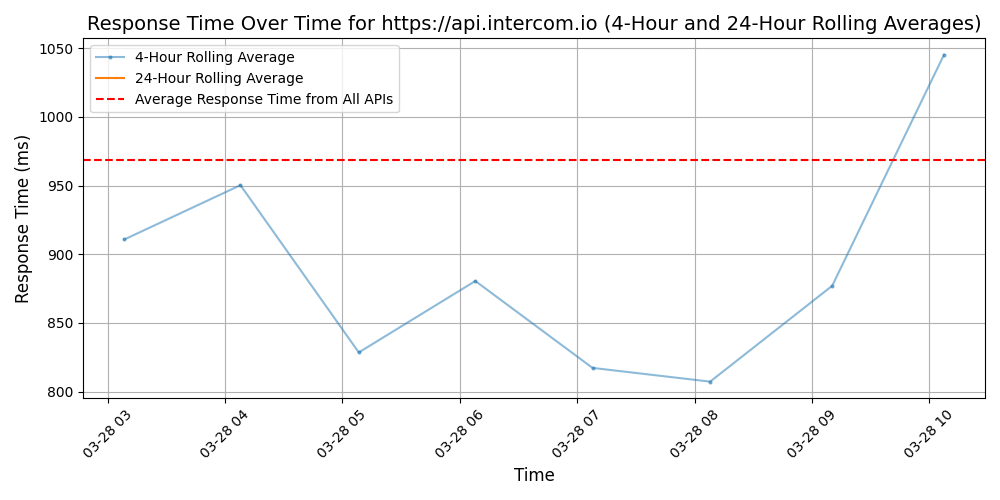 Response Time Over Time for https://api.intercom.io (4-Hour and 24-Hour Rolling Averages)
4-Hour Rolling Average
24-Hour Rolling Average
Average Response Time from All APIs
Response Time (ms)
1050
1000
950
900
850
800
03-28 03
03-28 04
03-28 05
03-28 06
03-28 07
03-28 08
03-28 09
03-28 10
Time